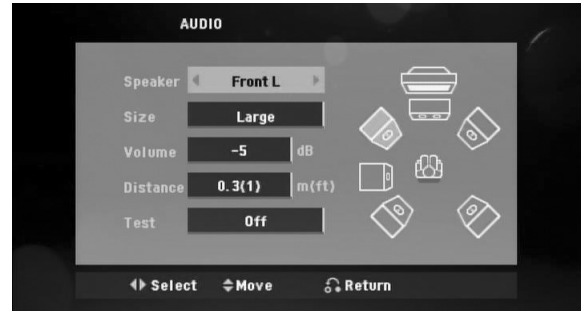 AUDIO
Speaker Front L
Size Large
Volume -5 dB
Distance 0.3(1) m(ft)
Test Off
Select Move Return